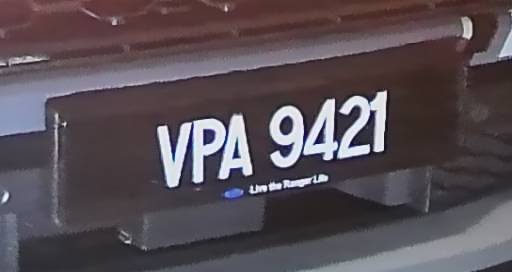 VPA 9421
Live the Ranger Life